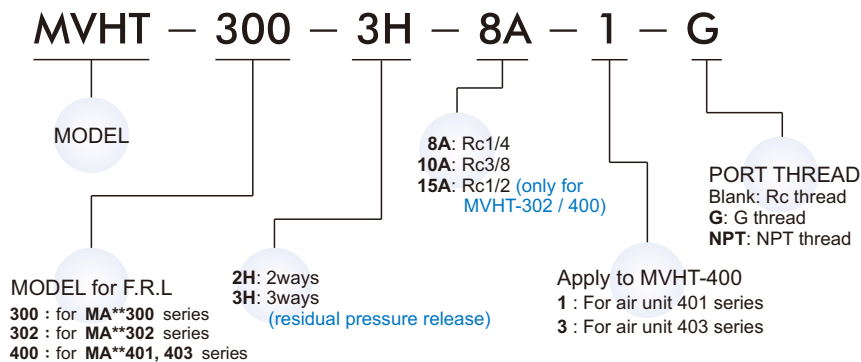 MVHT – 300 – 3H – 8A – 1 – G
MODEL
MODEL for F.R.L
300 : for MA**300 series
302 : for MA**302 series
400 : for MA**401, 403 series
2H: 2ways
3H: 3ways
(residual pressure release)
8A: Rc1/4
10A: Rc3/8
15A: Rc1/2 (only for
MVHT-302 / 400)
Apply to MVHT-400
1 : For air unit 401 series
3 : For air unit 403 series
PORT THREAD
Blank: Rc thread
G: G thread
NPT: NPT thread